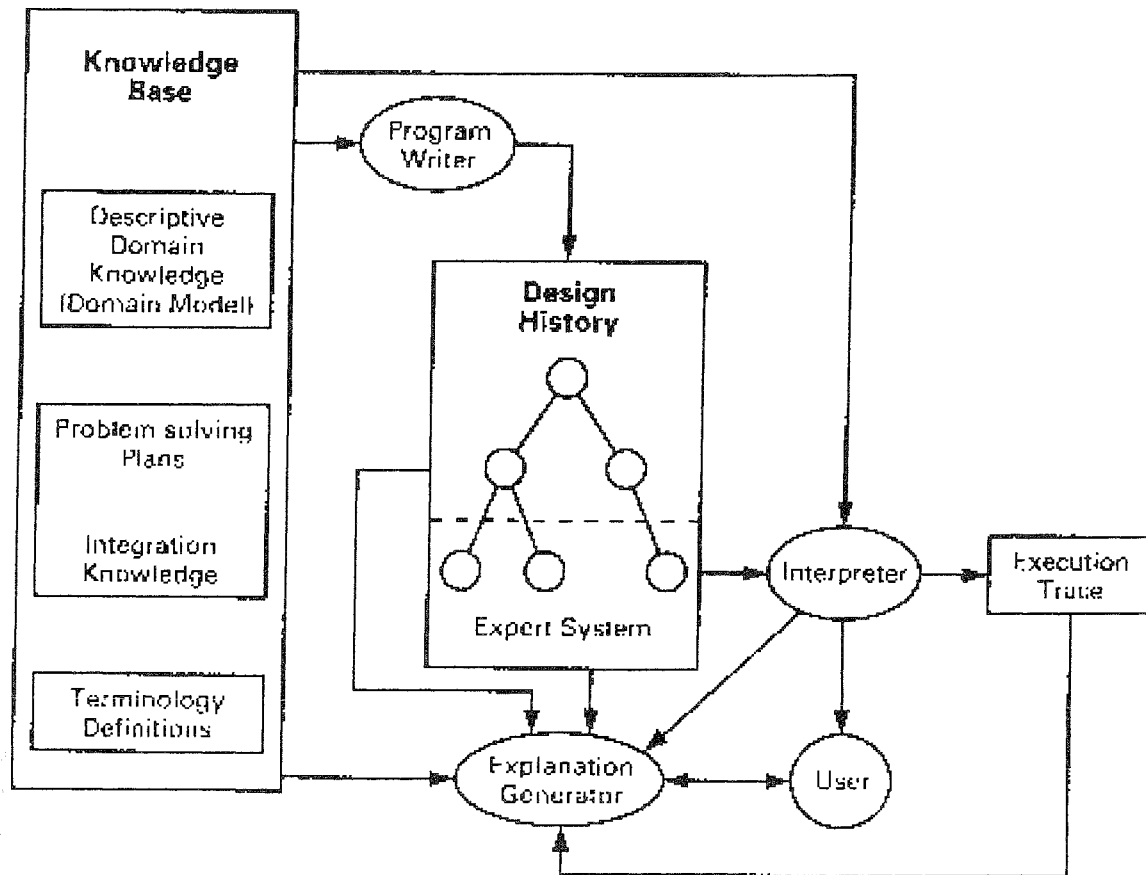 Knowledge
Base
Program
Writer
Descriptive
Domain
Knowledge
(Domain Model)
Design
History
Problem solving
Plans
Integration
Knowledge
Interpreter
Execution
Trace
Expert System
Terminology
Definitions
Explanation
Generator
User